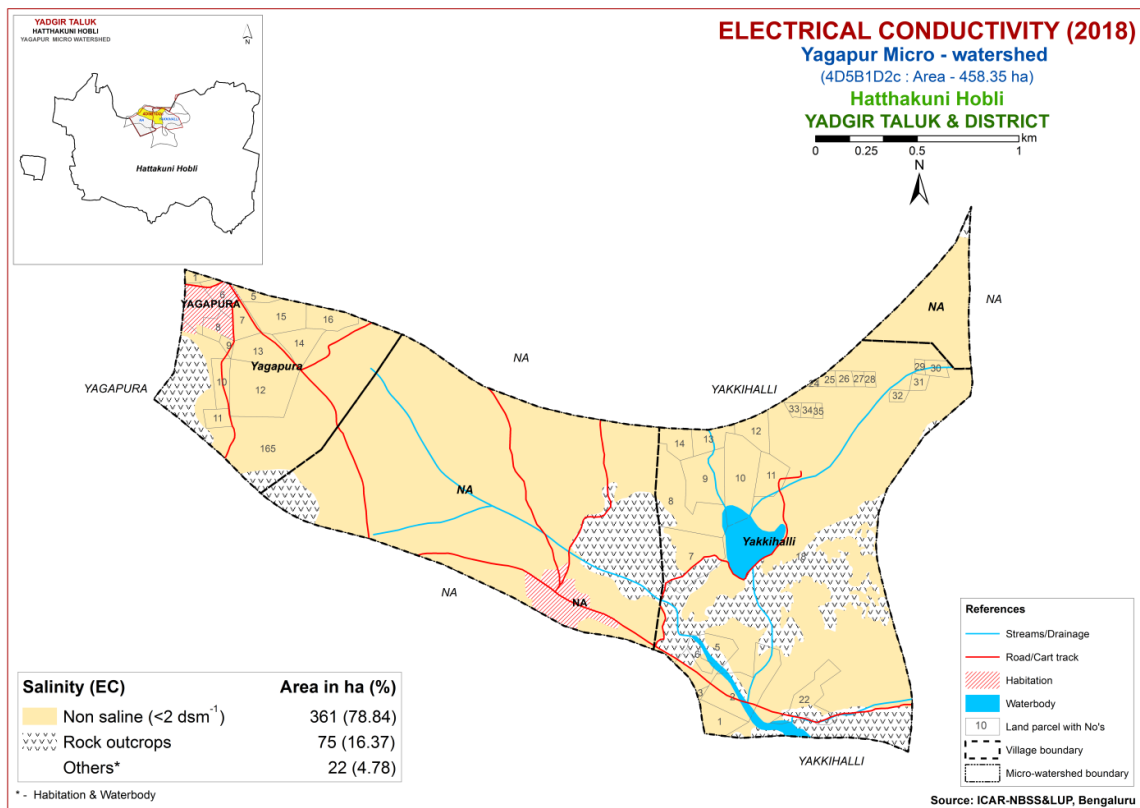 YADGIR TALUK
HATTHAKUNI HOBLI
YAGAPUR MICRO WATERSHED
N
Hattakuni Hobli
ELECTRICAL CONDUCTIVITY (2018)
Yagapur Micro - watershed
(4D5B1D2c : Area - 458.35 ha)
Hatthakuni Hobli
YADGIR TALUK & DISTRICT
km
0 0.25 0.5 1
N
1
6 5
YAGAPURA
15 16
8 7
9 13 14
Yagapura
10 12
11
165
YAGAPURA
NA
NA
NA
NA
NA
NA
YAKKIHALLI
24 25 26 27 28
29 30
31
32
33 34 35
12
13
14
9 10 11
8
Yakkihalli
7
18
5
6
3 2
22
1
YAKKIHALLI
Salinity (EC) Area in ha (%)
Non saline (<2 dsm⁻¹) 361 (78.84)
Rock outcrops 75 (16.37)
Others* 22 (4.78)
* - Habitation & Waterbody
References
Streams/Drainage
Road/Cart track
Habitation
Waterbody
10 Land parcel with No's
Village boundary
Micro-watershed boundary
Source: ICAR-NBSS&LUP, Bengaluru